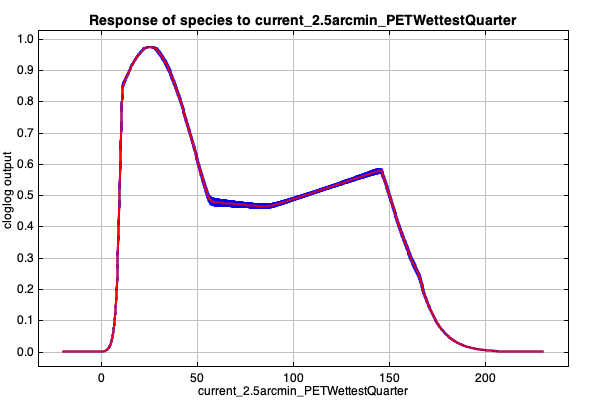 Response of species to current_2.5arcmin_PETWettestQuarter
1.0
0.9
0.8
0.7
0.6
0.5
0.4
0.3
0.2
0.1
0.0
cloglog output
0 50 100 150 200
current_2.5arcmin_PETWettestQuarter